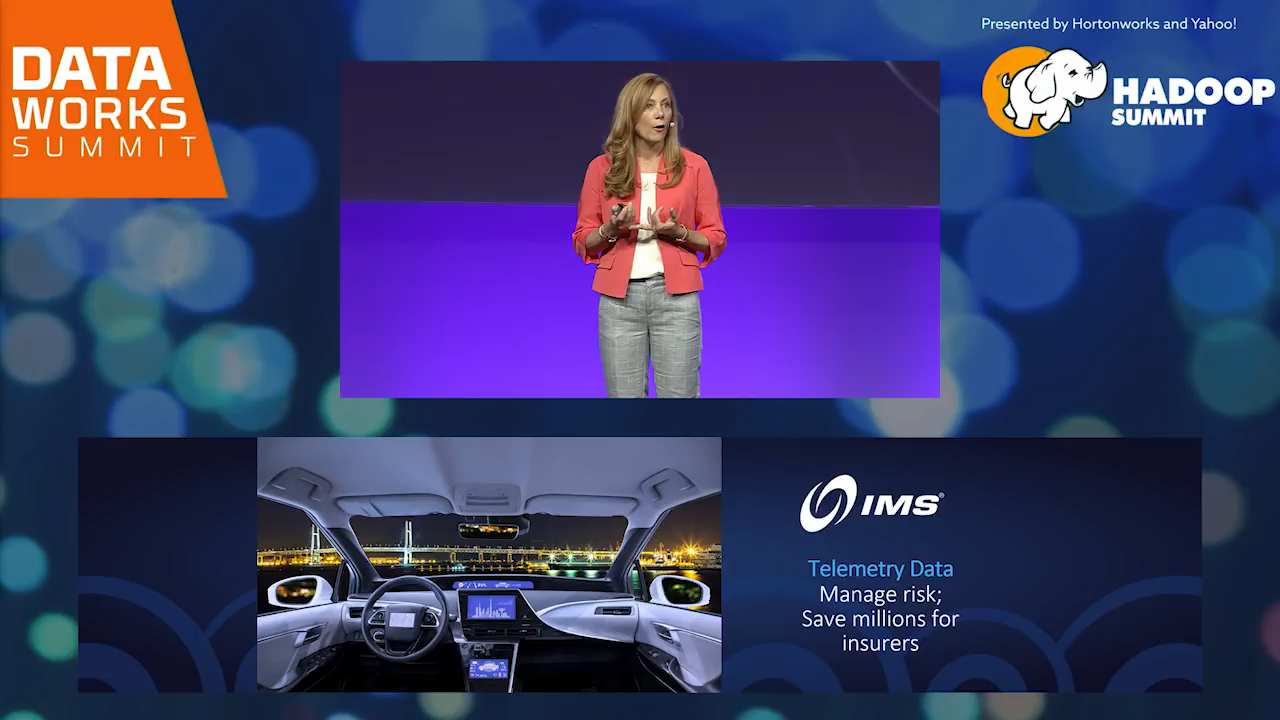 DATA
WORKS
SUMMIT
Presented by Hortonworks and Yahoo!
HADOOP
SUMMIT
IMS®
Telemetry Data
Manage risk;
Save millions for
insurers